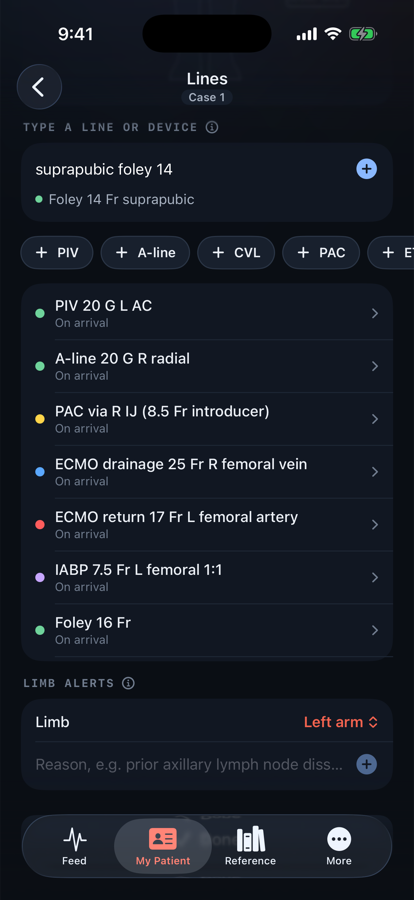 9:41
Lines
Case 1
TYPE A LINE OR DEVICE
suprapubic foley 14
Foley 14 Fr suprapubic
+ PIV
+ A-line
+ CVL
+ PAC
+ ET
PIV 20 G L AC
On arrival
A-line 20 G R radial
On arrival
PAC via R IJ (8.5 Fr introducer)
On arrival
ECMO drainage 25 Fr R femoral vein
On arrival
ECMO return 17 Fr L femoral artery
On arrival
IABP 7.5 Fr L femoral 1:1
On arrival
Foley 16 Fr
On arrival
LIMB ALERTS
Limb
Left arm
Reason, e.g. prior axillary lymph node diss...
Feed
My Patient
Reference
More